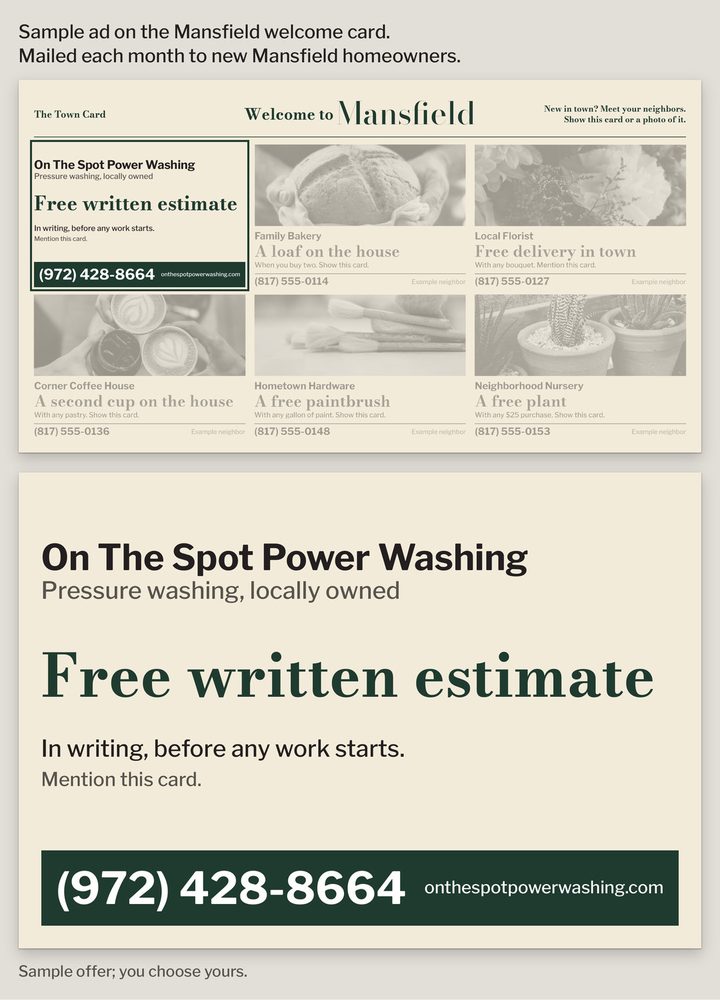 Sample ad on the Mansfield welcome card.
Mailed each month to new Mansfield homeowners.
The Town Card
Welcome to Mansfield
New in town? Meet your neighbors.
Show this card or a photo of it.
On The Spot Power Washing
Pressure washing, locally owned
Free written estimate
In writing, before any work starts.
Mention this card.
(972) 428-8664 onthespotpowerwashing.com
Family Bakery
A loaf on the house
When you buy two. Show this card.
(817) 555-0114 Example neighbor
Local Florist
Free delivery in town
With any bouquet. Mention this card.
(817) 555-0127 Example neighbor
Corner Coffee House
A second cup on the house
With any pastry. Show this card.
(817) 555-0136 Example neighbor
Hometown Hardware
A free paintbrush
With any gallon of paint. Show this card.
(817) 555-0148 Example neighbor
Neighborhood Nursery
A free plant
With any $25 purchase. Show this card.
(817) 555-0153 Example neighbor
On The Spot Power Washing
Pressure washing, locally owned
Free written estimate
In writing, before any work starts.
Mention this card.
(972) 428-8664 onthespotpowerwashing.com
Sample offer; you choose yours.